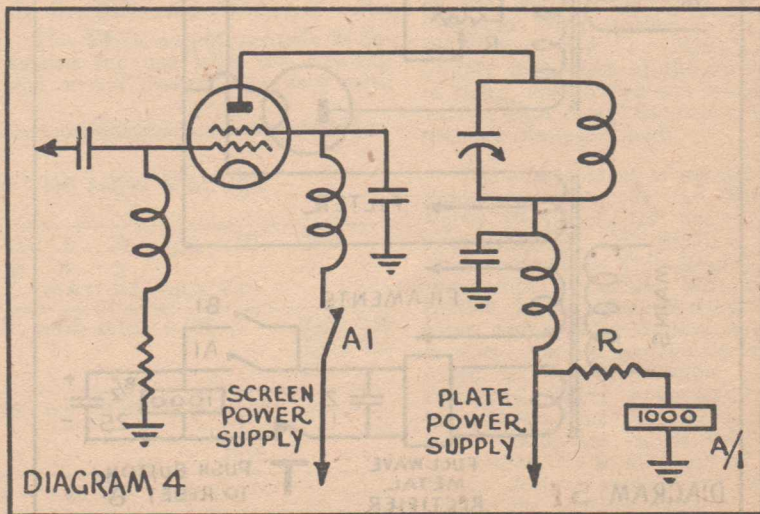 A1
R
SCREEN
POWER
SUPPLY
PLATE
POWER
SUPPLY
1000
A/1
DIAGRAM 4